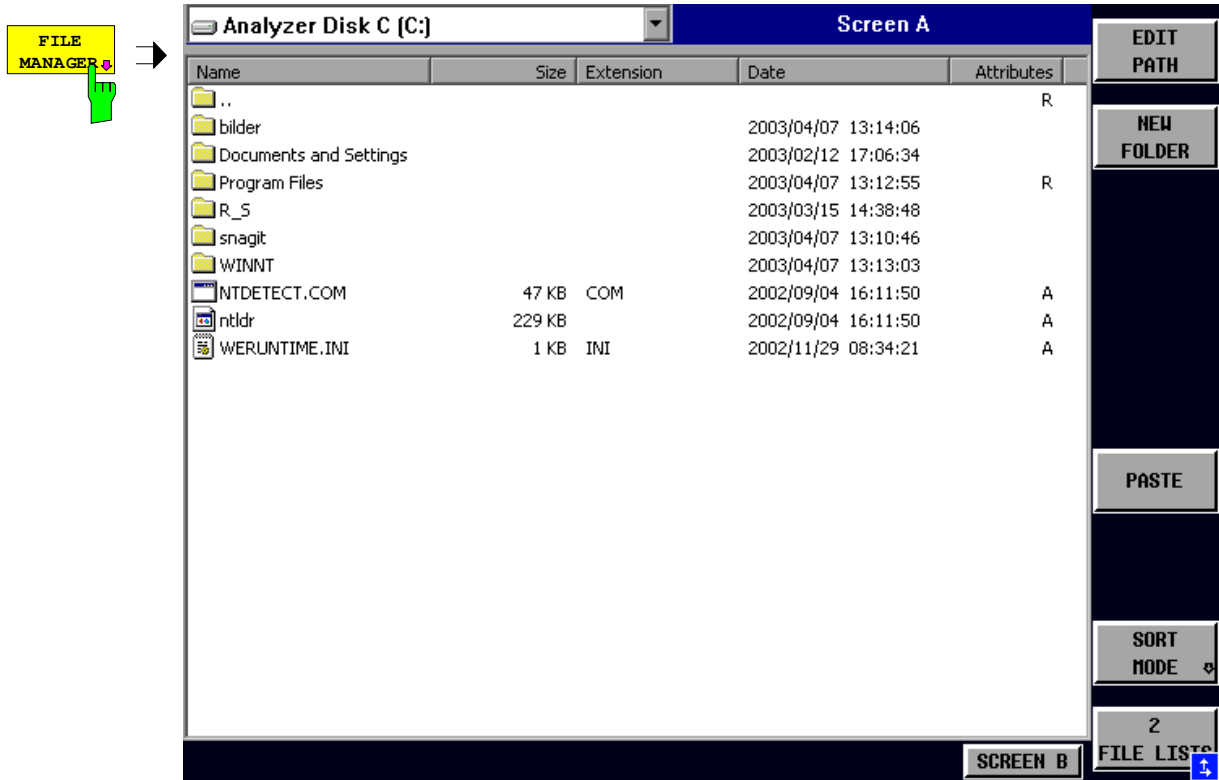 FILE
MANAGER
Analyzer Disk C (C:)
Screen A
Name Size Extension Date Attributes
.. R
bilder 2003/04/07 13:14:06
Documents and Settings 2003/02/12 17:06:34
Program Files 2003/04/07 13:12:55 R
R_S 2003/03/15 14:38:48
snagit 2003/04/07 13:10:46
WINNT 2003/04/07 13:13:03
NTDETECT.COM 47 KB COM 2002/09/04 16:11:50 A
ntldr 229 KB 2002/09/04 16:11:50 A
WERUNTIME.INI 1 KB INI 2002/11/29 08:34:21 A
EDIT
PATH
NEW
FOLDER
PASTE
SORT
MODE
2
FILE LISTS
SCREEN B